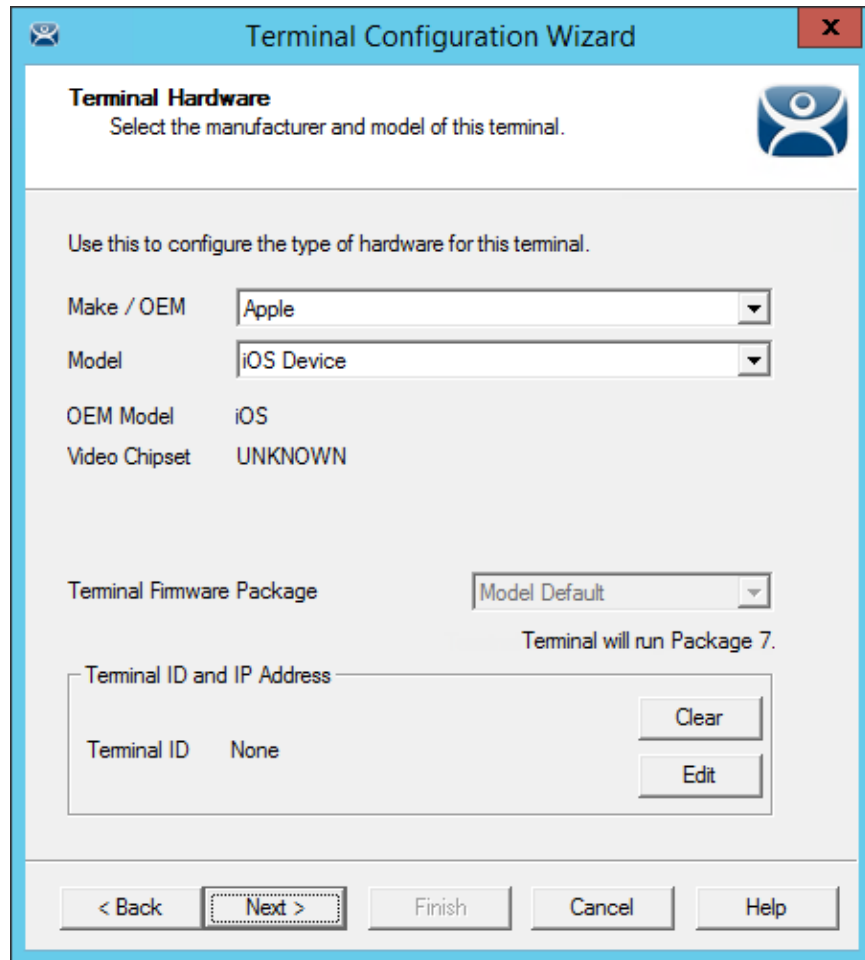 Terminal Configuration Wizard
x
Terminal Hardware
Select the manufacturer and model of this terminal.
Use this to configure the type of hardware for this terminal.
Make / OEM Apple
Model iOS Device
OEM Model iOS
Video Chipset UNKNOWN
Terminal Firmware Package Model Default
Terminal will run Package 7.
Terminal ID and IP Address
Clear
Terminal ID None
Edit
< Back Next > Finish Cancel Help